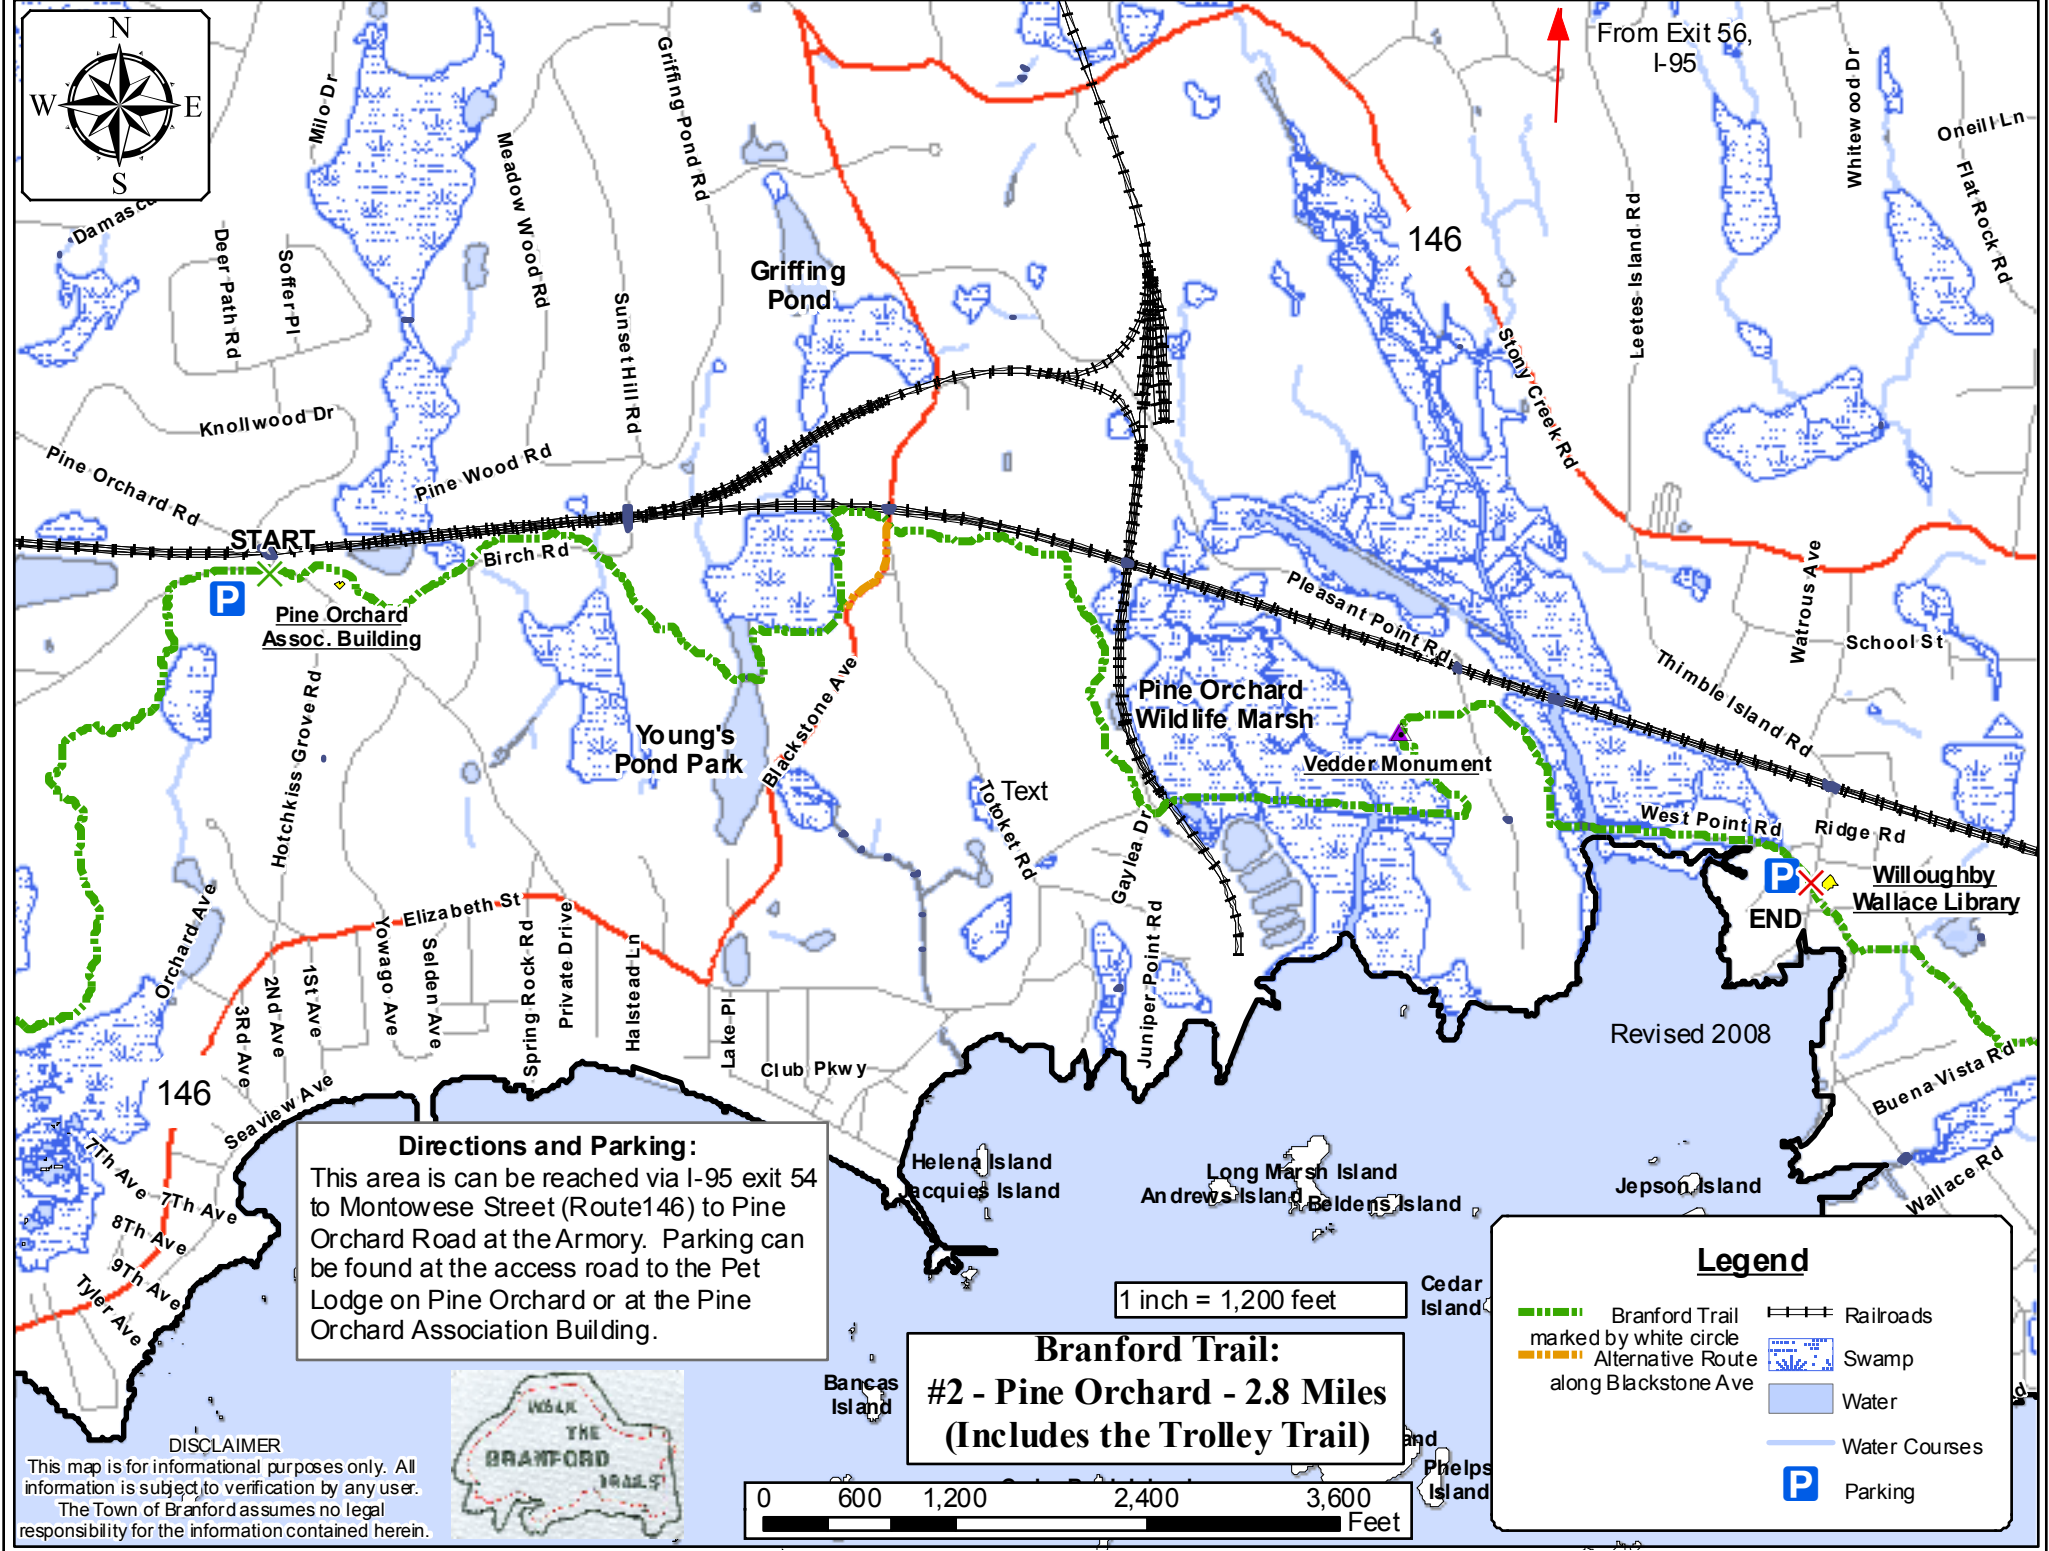 N
W
E
S
From Exit 56,
I-95
Milo Dr
Griffing Pond Rd
Meadow Wood Rd
Whitewood Dr
Oneill Ln
Flat Rock Rd
Damascu
Deer Path Rd
Soffer Pl
Sunset Hill Rd
Griffing
Pond
146
Leetes Island Rd
Stony Creek Rd
Knollwood Dr
Pine Orchard Rd
Pine Wood Rd
START
Birch Rd
P
Pine Orchard
Assoc. Building
Pleasant Point Rd
Watrous Ave
School St
Thimble Island Rd
Hotchkiss Grove Rd
Blackstone Ave
Pine Orchard
Wildlife Marsh
Young's
Pond Park
Vedder Monument
Text
Totoket Rd
Gaylea Dr
West Point Rd
Ridge Rd
P
Willoughby
Wallace Library
END
Orchard Ave
Elizabeth St
Yowago Ave
Selden Ave
Spring Rock Rd
Private Drive
Halstead Ln
Lake Pl
Juniper Point Rd
1St Ave
2Nd Ave
3Rd Ave
Revised 2008
Club Pkwy
Buena Vista Rd
146
Seaview Ave
7Th Ave
7Th Ave
8Th Ave
9Th Ave
Tyler Ave
Wallace Rd
Directions and Parking:
This area is can be reached via I-95 exit 54
to Montowese Street (Route146) to Pine
Orchard Road at the Armory. Parking can
be found at the access road to the Pet
Lodge on Pine Orchard or at the Pine
Orchard Association Building.
Helena Island
Jacquies Island
Long Marsh Island
Andrews Island
Beldens Island
Jepson Island
Cedar
Island
1 inch = 1,200 feet
Bancas
Island
Branford Trail:
#2 - Pine Orchard - 2.8 Miles
(Includes the Trolley Trail)
Phelps
Island
0 600 1,200 2,400 3,600
Feet
Legend
Branford Trail
marked by white circle
Alternative Route
along Blackstone Ave
Railroads
Swamp
Water
Water Courses
P
Parking
WALK
THE
BRANFORD
TRAILS
DISCLAIMER
This map is for informational purposes only. All
information is subject to verification by any user.
The Town of Branford assumes no legal
responsibility for the information contained herein.